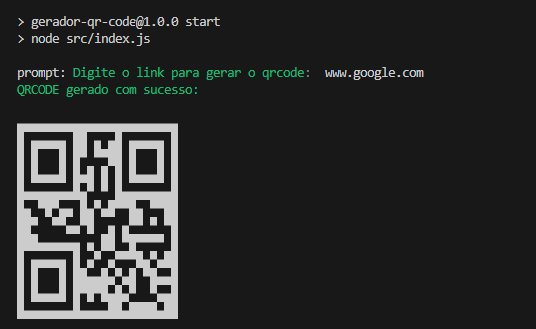 > gerador-qr-code@1.0.0 start
> node src/index.js
prompt: Digite o link para gerar o qrcode:  www.google.com
QRCODE gerado com sucesso: